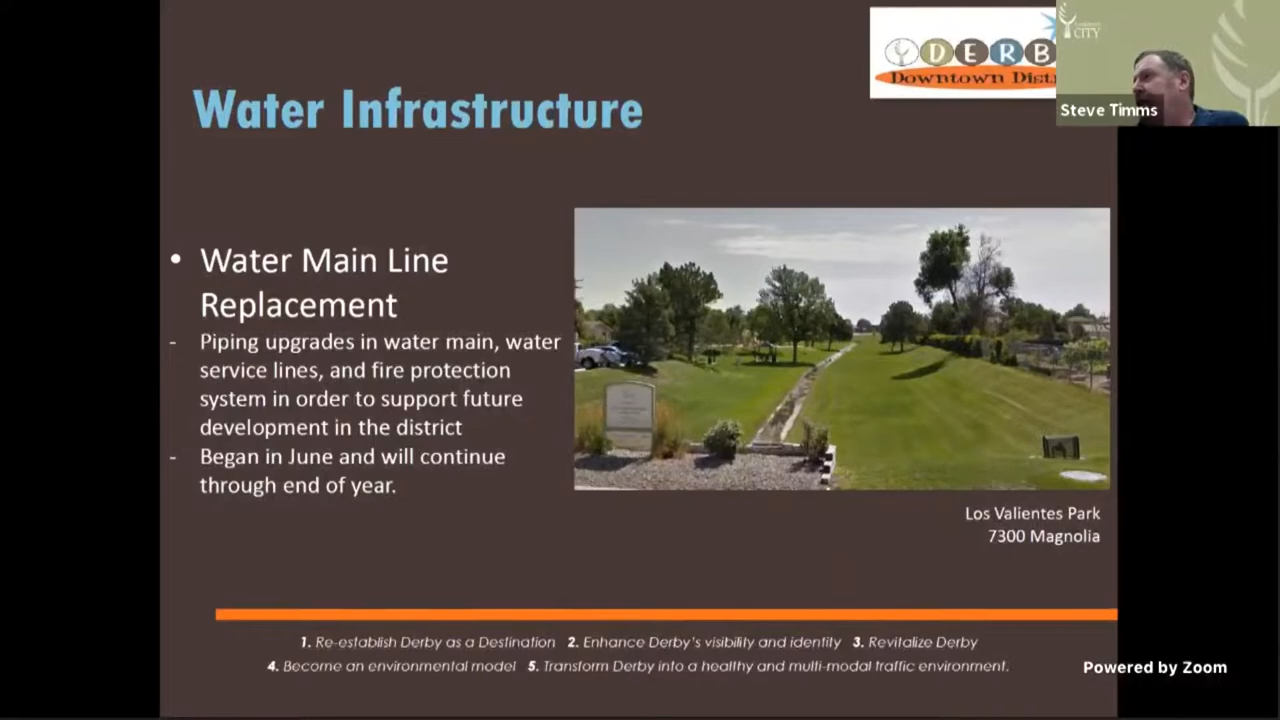 DERB
Downtown Distr
CITY
Steve Timms
Water Infrastructure
• Water Main Line
Replacement
- Piping upgrades in water main, water
service lines, and fire protection
system in order to support future
development in the district
- Began in June and will continue
through end of year.
Los Valientes Park
7300 Magnolia
1. Re-establish Derby as a Destination 2. Enhance Derby's visibility and identity 3. Revitalize Derby
4. Become an environmental model 5. Transform Derby into a healthy and multi-modal traffic environment.
Powered by Zoom